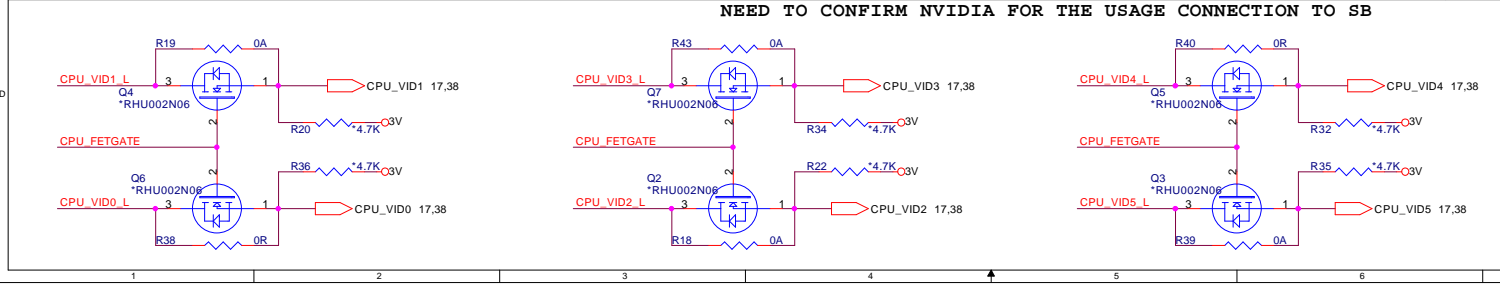 NEED TO CONFIRM NVIDIA FOR THE USAGE CONNECTION TO SB
R19 0A
CPU_VID1_L 3 1 CPU_VID1 17,38
Q4
*RHU002N06
2
R20 *4.7K 3V
CPU_FETGATE
R36 *4.7K 3V
2
Q6
*RHU002N06
CPU_VID0_L 3 1 CPU_VID0 17,38
R38 0R
R43 0A
CPU_VID3_L 3 1 CPU_VID3 17,38
Q7
*RHU002N06
2
R34 *4.7K 3V
CPU_FETGATE
R22 *4.7K 3V
2
Q2
*RHU002N06
CPU_VID2_L 3 1 CPU_VID2 17,38
R18 0A
R40 0R
CPU_VID4_L 3 1 CPU_VID4 17,38
Q5
*RHU002N06
2
R32 *4.7K 3V
CPU_FETGATE
R35 *4.7K 3V
2
Q3
*RHU002N06
CPU_VID5_L 3 1 CPU_VID5 17,38
R39 0A
D
1 2 3 4 5 6